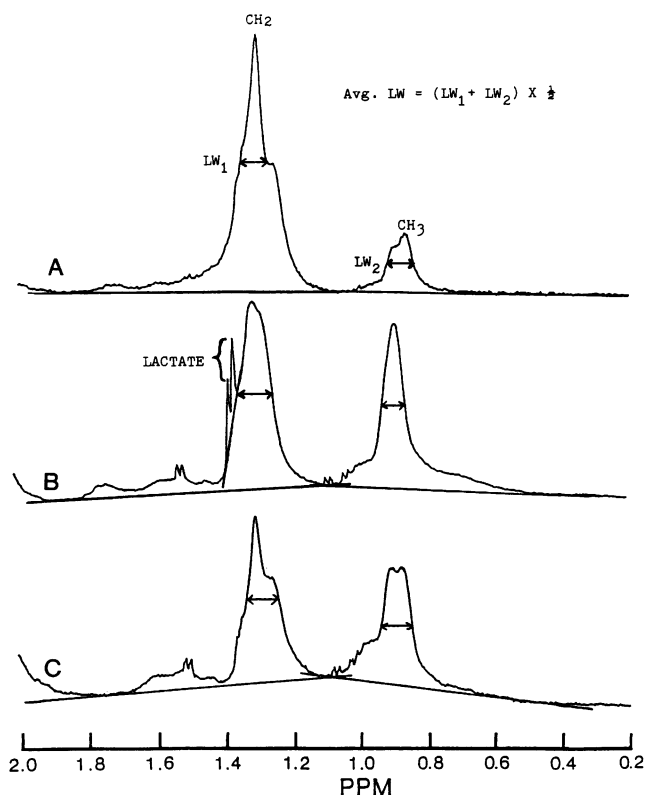 CH2
Avg. LW = (LW1 + LW2) X ½
LW1
CH3
LW2
A
LACTATE
B
C
2.0 1.8 1.6 1.4 1.2 1.0 0.8 0.6 0.4 0.2
PPM